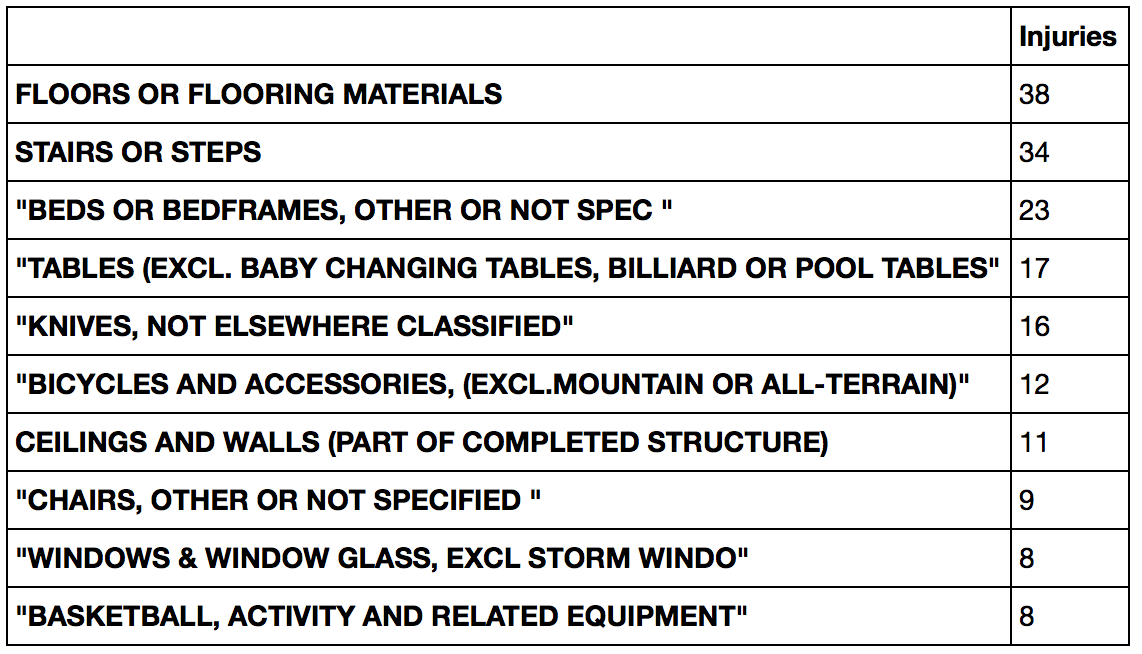 Injuries
FLOORS OR FLOORING MATERIALS 38
STAIRS OR STEPS 34
"BEDS OR BEDFRAMES, OTHER OR NOT SPEC " 23
"TABLES (EXCL. BABY CHANGING TABLES, BILLIARD OR POOL TABLES" 17
"KNIVES, NOT ELSEWHERE CLASSIFIED" 16
"BICYCLES AND ACCESSORIES, (EXCL.MOUNTAIN OR ALL-TERRAIN)" 12
CEILINGS AND WALLS (PART OF COMPLETED STRUCTURE) 11
"CHAIRS, OTHER OR NOT SPECIFIED " 9
"WINDOWS & WINDOW GLASS, EXCL STORM WINDO" 8
"BASKETBALL, ACTIVITY AND RELATED EQUIPMENT" 8